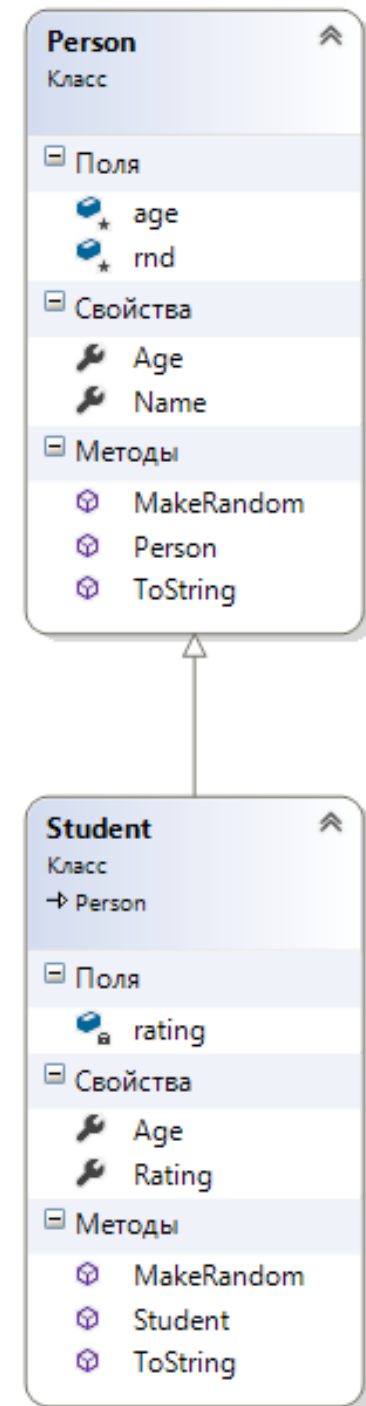 Person
Класс
Поля
age
rnd
Свойства
Age
Name
Методы
MakeRandom
Person
ToString
Student
Класс
Person
Поля
rating
Свойства
Age
Rating
Методы
MakeRandom
Student
ToString